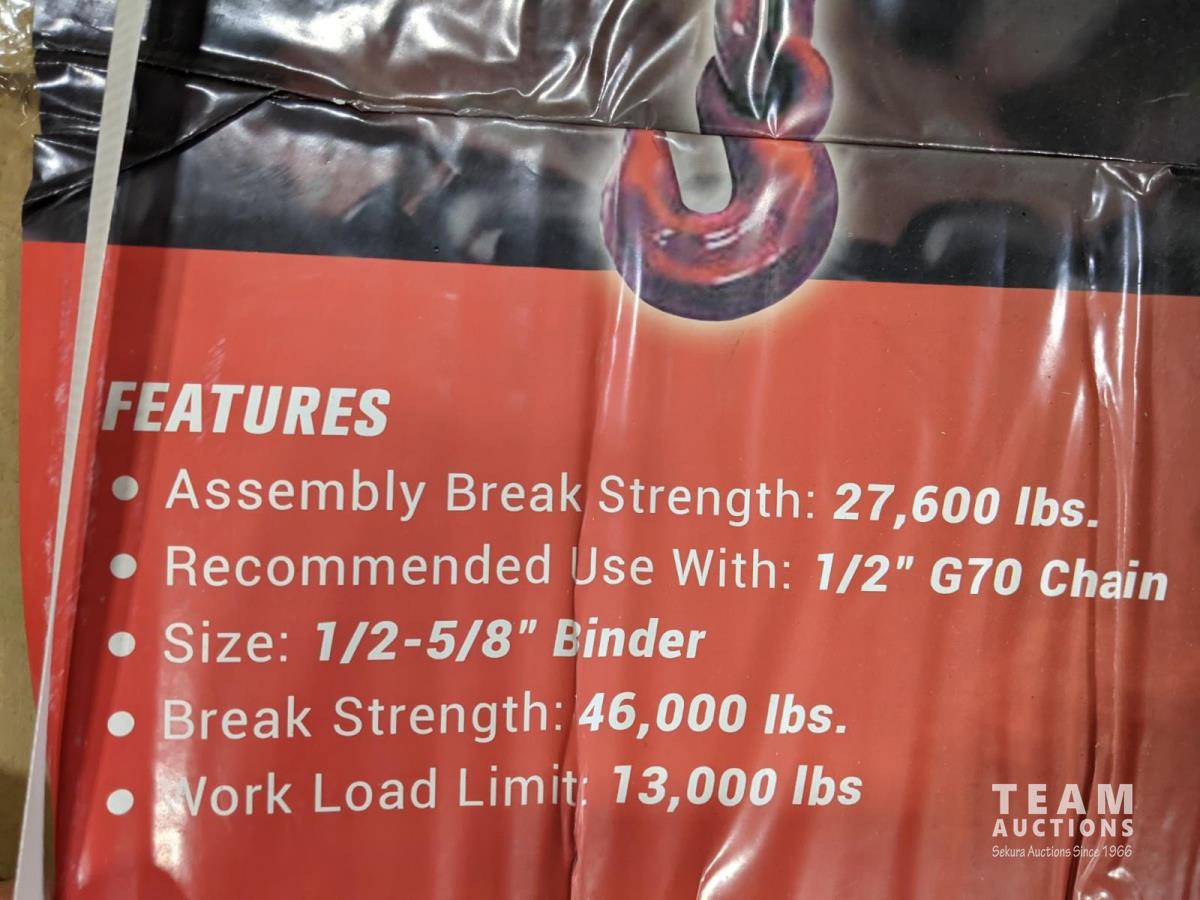 FEATURES
• Assembly Break Strength: 27,600 lbs.
• Recommended Use With: 1/2" G70 Chain
• Size: 1/2-5/8" Binder
• Break Strength: 46,000 lbs.
• Work Load Limit: 13,000 lbs
TEAM
AUCTIONS
Sekura Auctions Since 1966